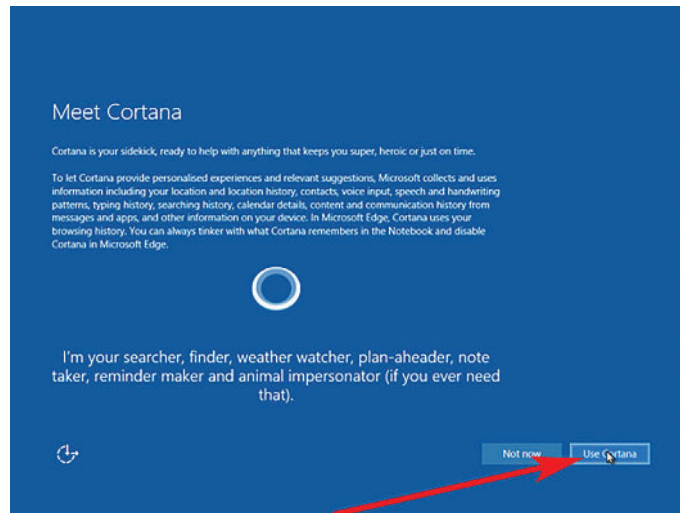 Meet Cortana
Cortana is your sidekick, ready to help with anything that keeps you super, heroic or just on time.
To let Cortana provide personalised experiences and relevant suggestions, Microsoft collects and uses
information including your location and location history, contacts, voice input, speech and handwriting
patterns, typing history, searching history, calendar details, content and communication history from
messages and apps, and other information on your device. In Microsoft Edge, Cortana uses your
browsing history. You can always tinker with what Cortana remembers in the Notebook and disable
Cortana in Microsoft Edge.
I'm your searcher, finder, weather watcher, plan-aheader, note
taker, reminder maker and animal impersonator (if you ever need
that).
Not now Use Cortana